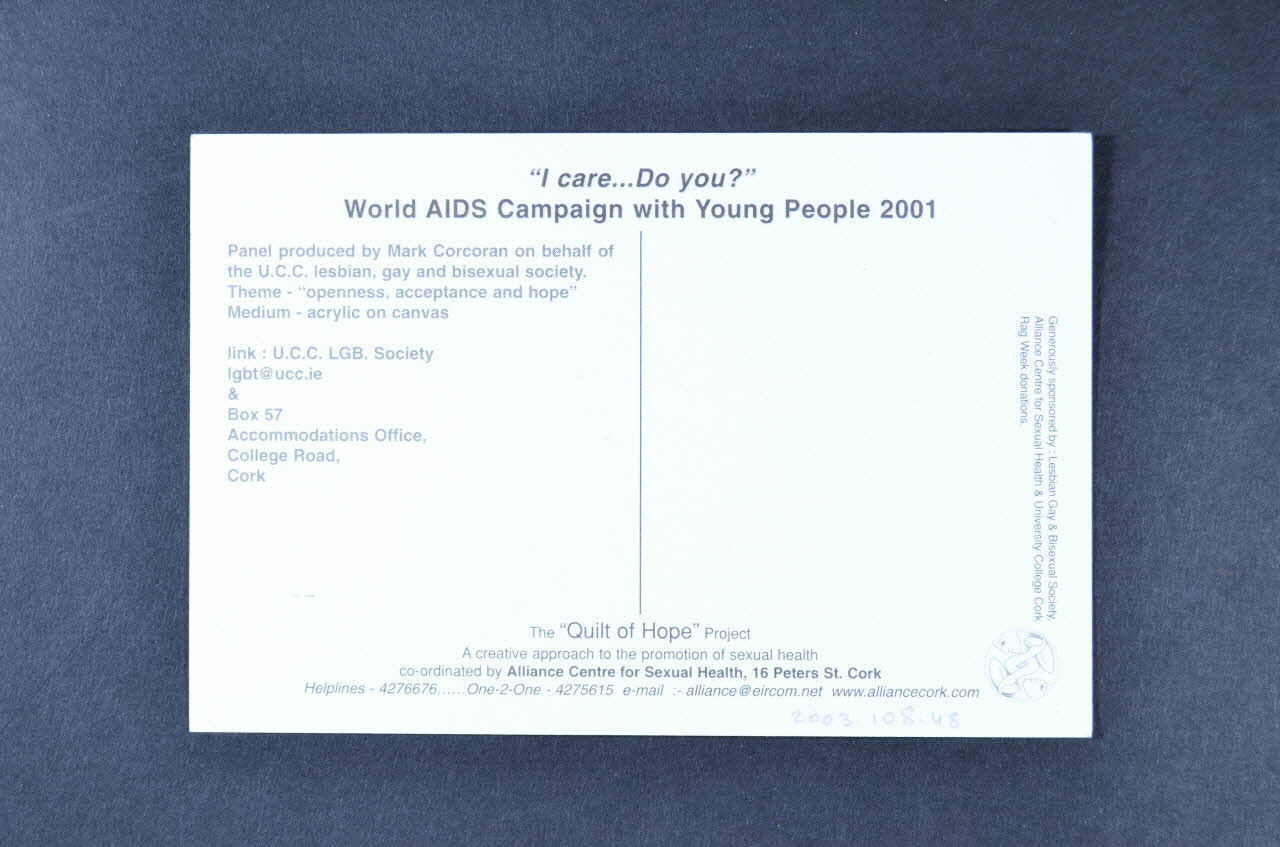 “I care...Do you?”
World AIDS Campaign with Young People 2001
Panel produced by Mark Corcoran on behalf of
the U.C.C. lesbian, gay and bisexual society.
Theme - “openness, acceptance and hope”
Medium - acrylic on canvas
link : U.C.C. LGB. Society
lgbt@ucc.ie
&
Box 57
Accommodations Office,
College Road,
Cork
Generously sponsored by : Lesbian Gay & Bisexual Society,
Alliance Centre for Sexual Health & University College Cork
Rag Week donations.
The “Quilt of Hope” Project
A creative approach to the promotion of sexual health
co-ordinated by Alliance Centre for Sexual Health, 16 Peters St. Cork
Helplines - 4276676......One-2-One - 4275615 e-mail :- alliance@eircom.net www.alliancecork.com
2003.108.48